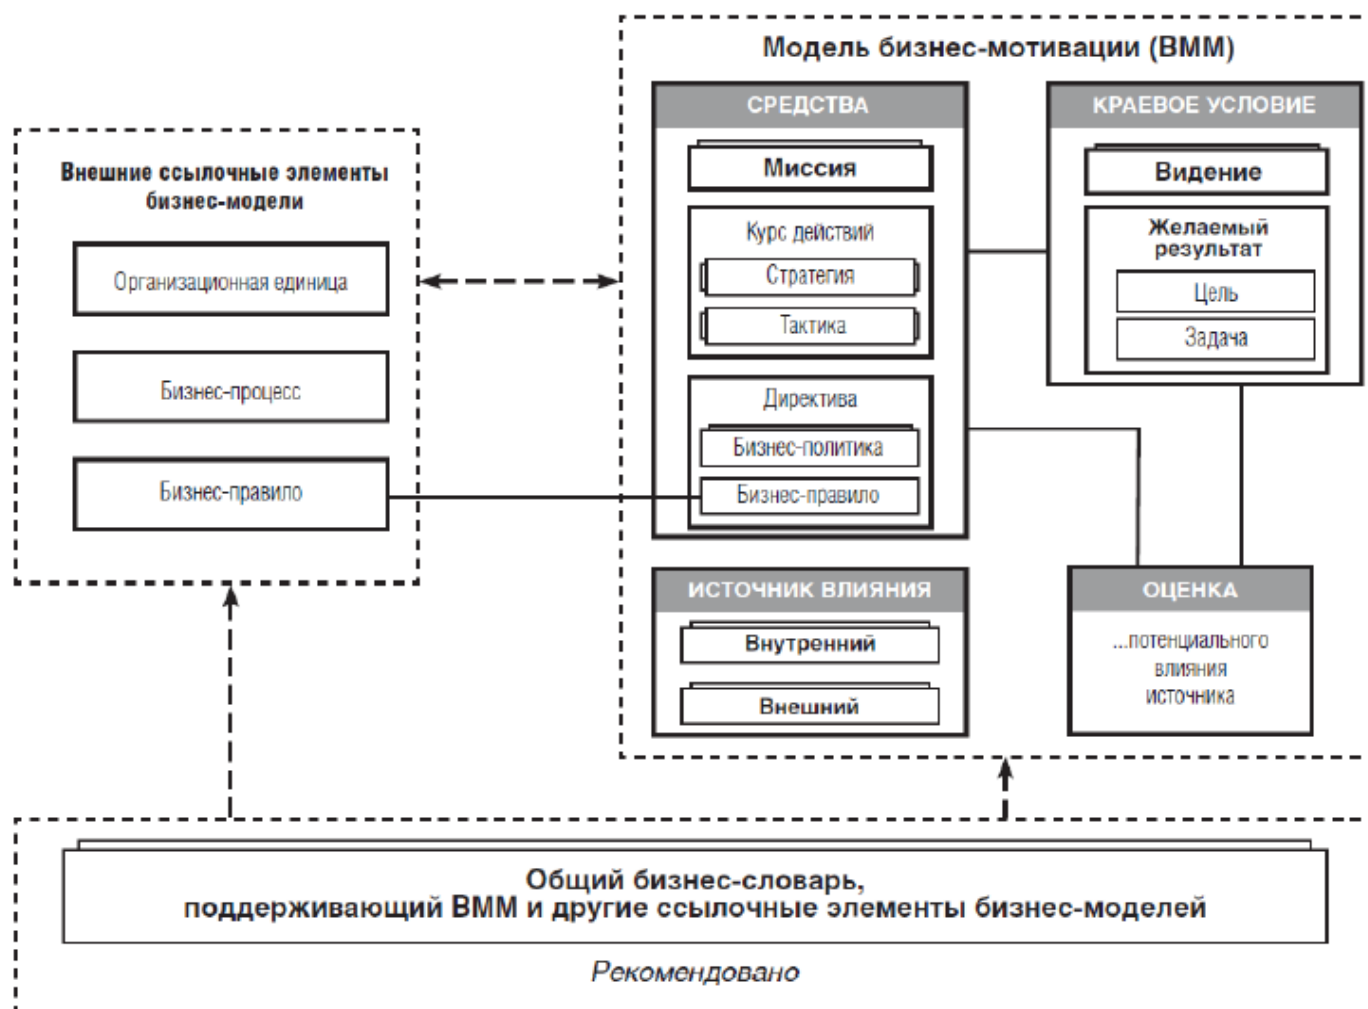 Модель бизнес-мотивации (BMM)
СРЕДСТВА
Миссия
Курс действий
Стратегия
Тактика
Директива
Бизнес-политика
Бизнес-правило
КРАЕВОЕ УСЛОВИЕ
Видение
Желаемый
результат
Цель
Задача
Внешние ссылочные элементы
бизнес-модели
Организационная единица
Бизнес-процесс
Бизнес-правило
ИСТОЧНИК ВЛИЯНИЯ
Внутренний
Внешний
ОЦЕНКА
...потенциального
влияния
источника
Общий бизнес-словарь,
поддерживающий BMM и другие ссылочные элементы бизнес-моделей
Рекомендовано